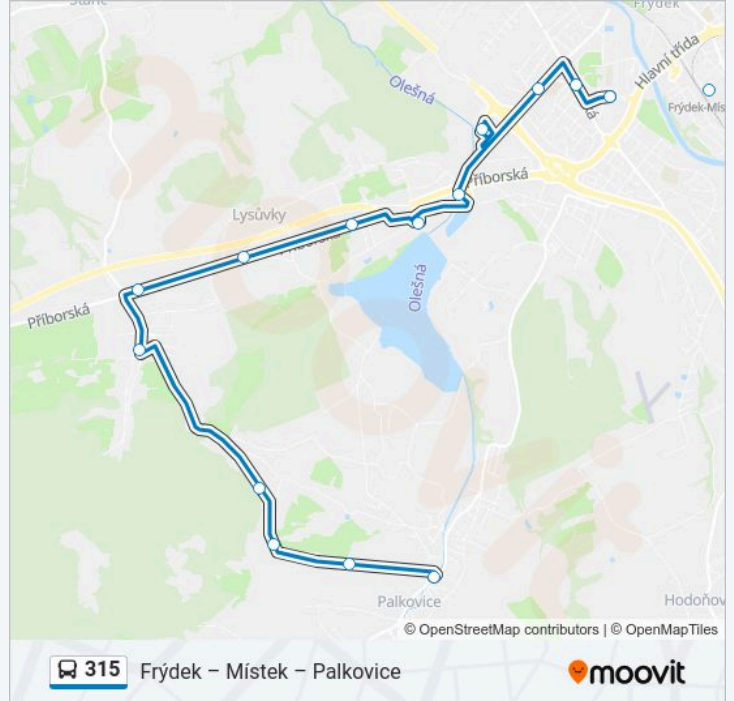 Frýdek
Hlavní třída
Olešná
Frýdek-Mís
Příborská
Lysůvky
Olešná
Příborská
Palkovice
Hodoňov
© OpenStreetMap contributors | © OpenMapTiles
315 Frýdek – Místek – Palkovice
moovit